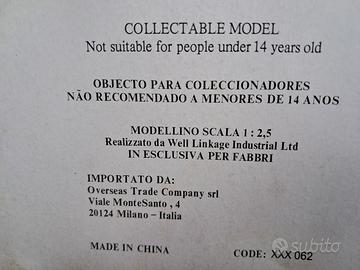 COLLECTABLE MODEL
Not suitable for people under 14 years old
OBJECTO PARA COLECCIONADORES
NÃO RECOMENDADO A MENORES DE 14 ANOS
MODELLINO SCALA 1 : 2,5
Realizzato da Well Linkage Industrial Ltd
IN ESCLUSIVA PER FABBRI
IMPORTATO DA:
Overseas Trade Company srl
Viale MonteSanto , 4
20124 Milano – Italia
MADE IN CHINA
CODE: XXX 062
subito